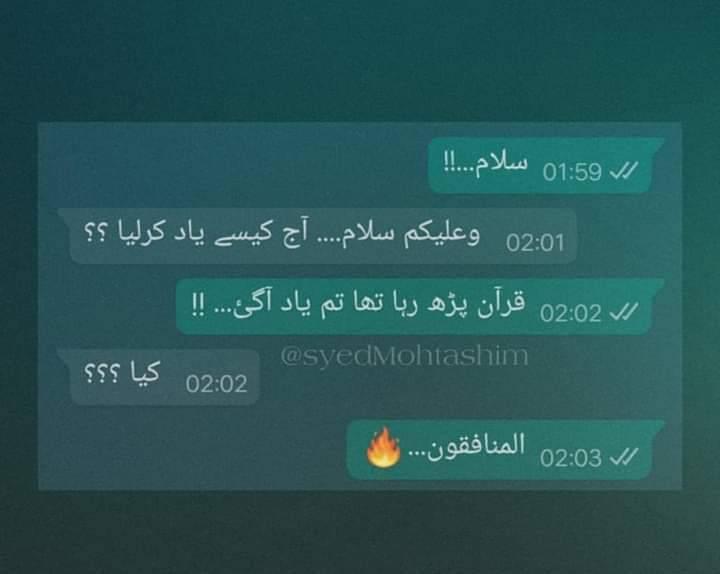 سلام...!!
01:59
وعلیکم سلام.... آج کیسے یاد کرلیا ؟؟
02:01
قرآن پڑھ رہا تھا تم یاد آگئ... !!
02:02
@syedMohtashim
کیا ؟؟؟
02:02
المنافقون...🔥
02:03